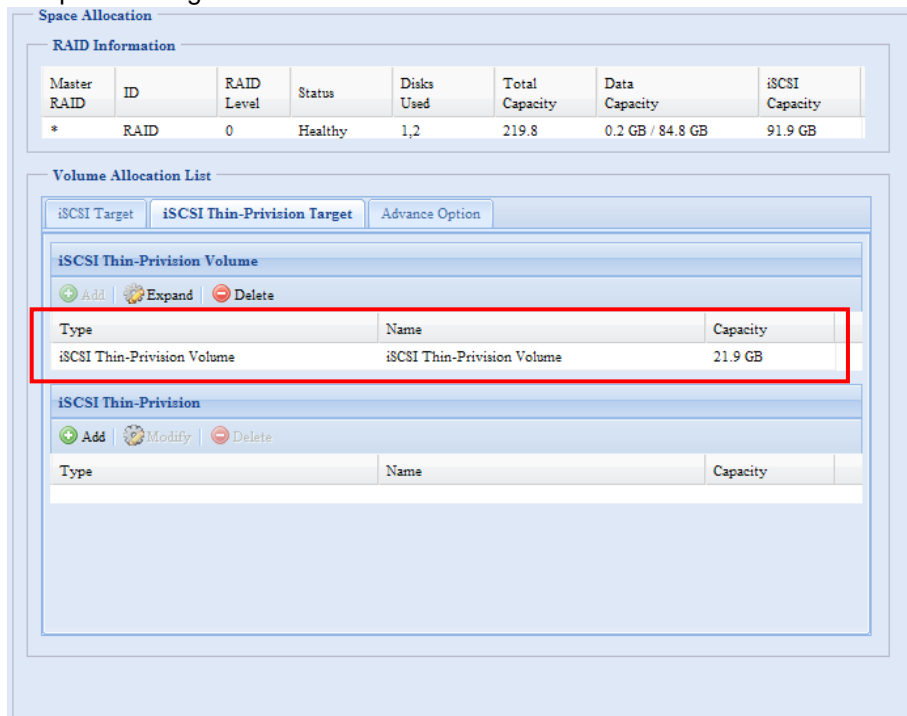 Space Allocation
RAID Information
Master RAID ID RAID Level Status Disks Used Total Capacity Data Capacity iSCSI Capacity
* RAID 0 Healthy 1,2 219.8 0.2 GB / 84.8 GB 91.9 GB
Volume Allocation List
iSCSI Target iSCSI Thin-Privision Target Advance Option
iSCSI Thin-Privision Volume
Add Expand Delete
Type Name Capacity
iSCSI Thin-Privision Volume iSCSI Thin-Privision Volume 21.9 GB
iSCSI Thin-Privision
Add Modify Delete
Type Name Capacity